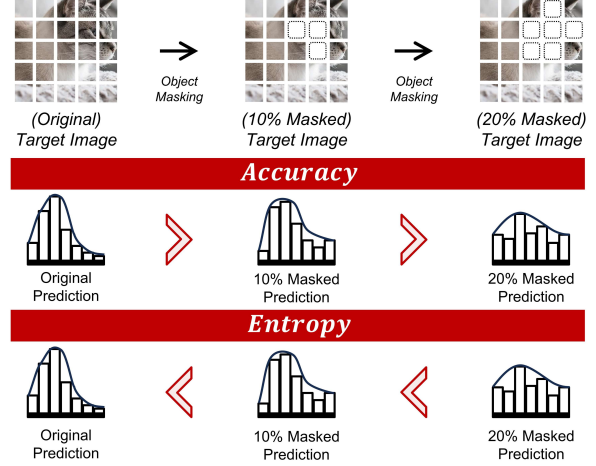 Object
Masking
Object
Masking
(Original)
Target Image
(10% Masked)
Target Image
(20% Masked)
Target Image
Accuracy
Original
Prediction
10% Masked
Prediction
20% Masked
Prediction
Entropy
Original
Prediction
10% Masked
Prediction
20% Masked
Prediction